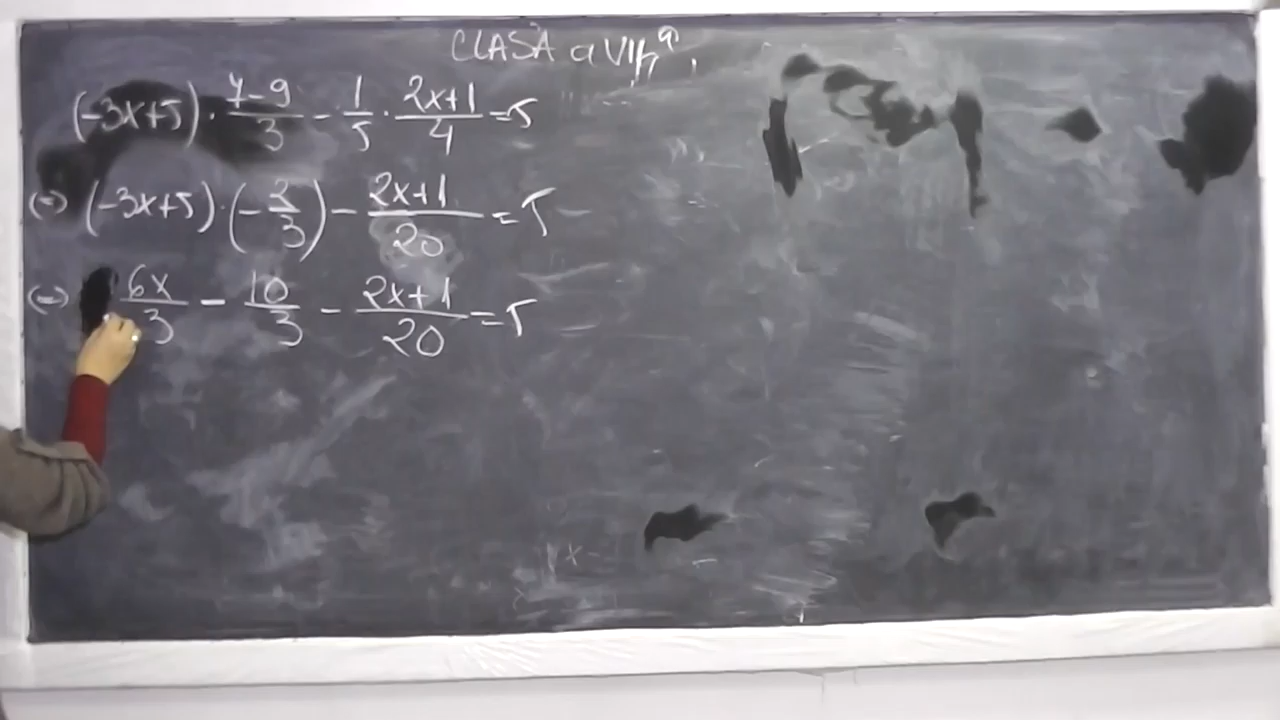 CLASA a VII-a
(-3x+5) · 7-9/3 - 1/5 · 2x+1/4 = 5
(=) (-3x+5) · (-2/3) - 2x+1/20 = 5
(=) 6x/3 - 10/3 - 2x+1/20 = 5